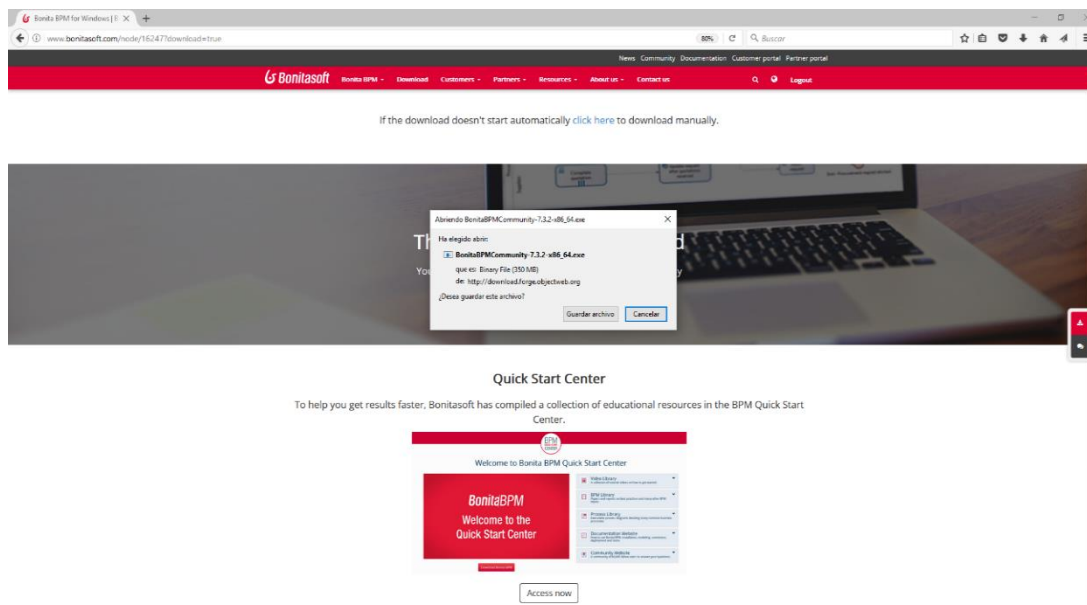 Bonita BPM for Windows | B
www.bonitasoft.com/node/16247?download=true
80%
Buscar
News Community Documentation Customer portal Partner portal
Bonitasoft
Bonita BPM Download Customers Partners Resources About us Contact us Logout
If the download doesn't start automatically click here to download manually.
Abriendo BonitaBPMCommunity-7.3.2-x86_64.exe
Ha elegido abrir:
BonitaBPMCommunity-7.3.2-x86_64.exe
que es: Binary File (350 MB)
de: http://download.forge.objectweb.org
¿Desea guardar este archivo?
Guardar archivo Cancelar
Th
d
You
y
Quick Start Center
To help you get results faster, Bonitasoft has compiled a collection of educational resources in the BPM Quick Start
Center.
BPM
Welcome to Bonita BPM Quick Start Center
BonitaBPM
Welcome to the
Quick Start Center
Video Library
BPM Library
Process Library
Documentation Website
Community Website
Access now